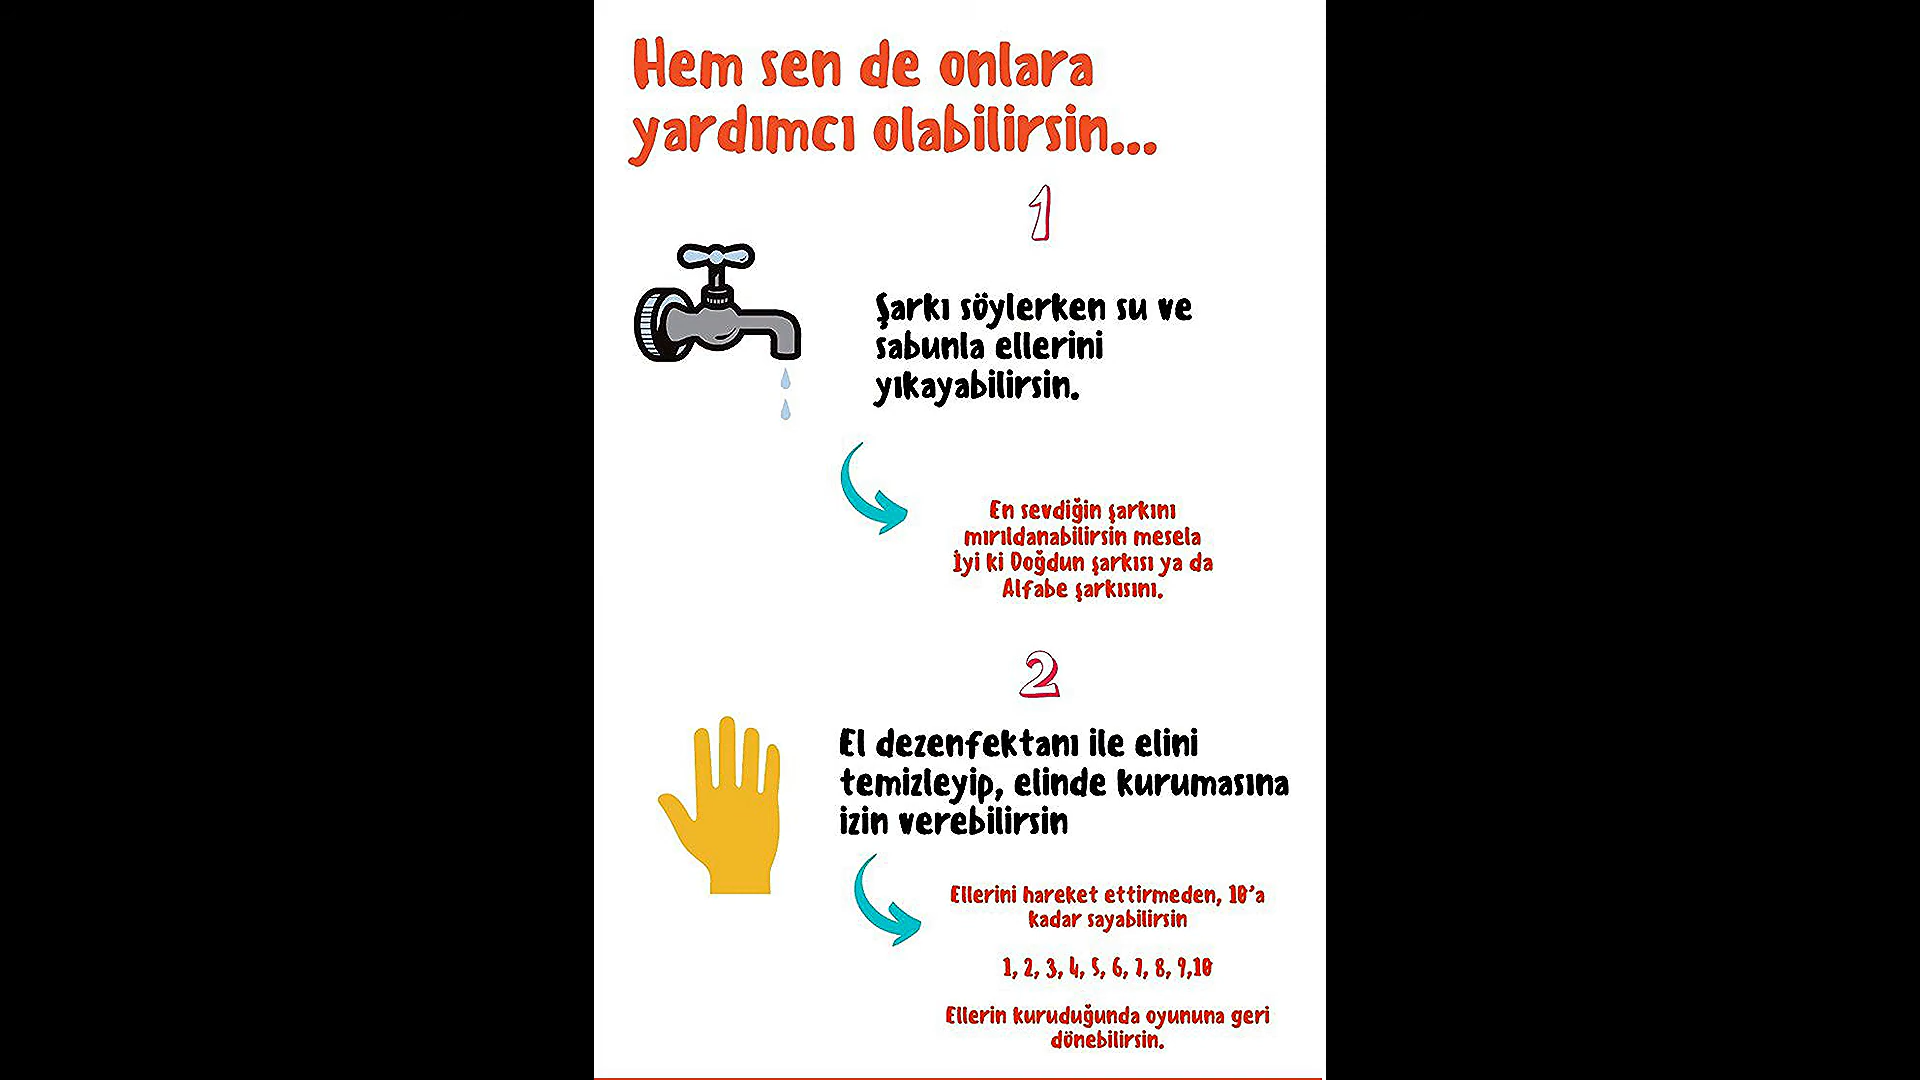 Hem sen de onlara
yardımcı olabilirsin...
1
Şarkı söylerken su ve
sabunla ellerini
yıkayabilirsin.
En sevdiğin şarkını
mırıldanabilirsin mesela
İyi ki Doğdun şarkısı ya da
Alfabe şarkısını.
2
El dezenfektanı ile elini
temizleyip, elinde kurumasına
izin verebilirsin
Ellerini hareket ettirmeden, 10'a
kadar sayabilirsin
1, 2, 3, 4, 5, 6, 7, 8, 9,10
Ellerin kuruduğunda oyununa geri
dönebilirsin.